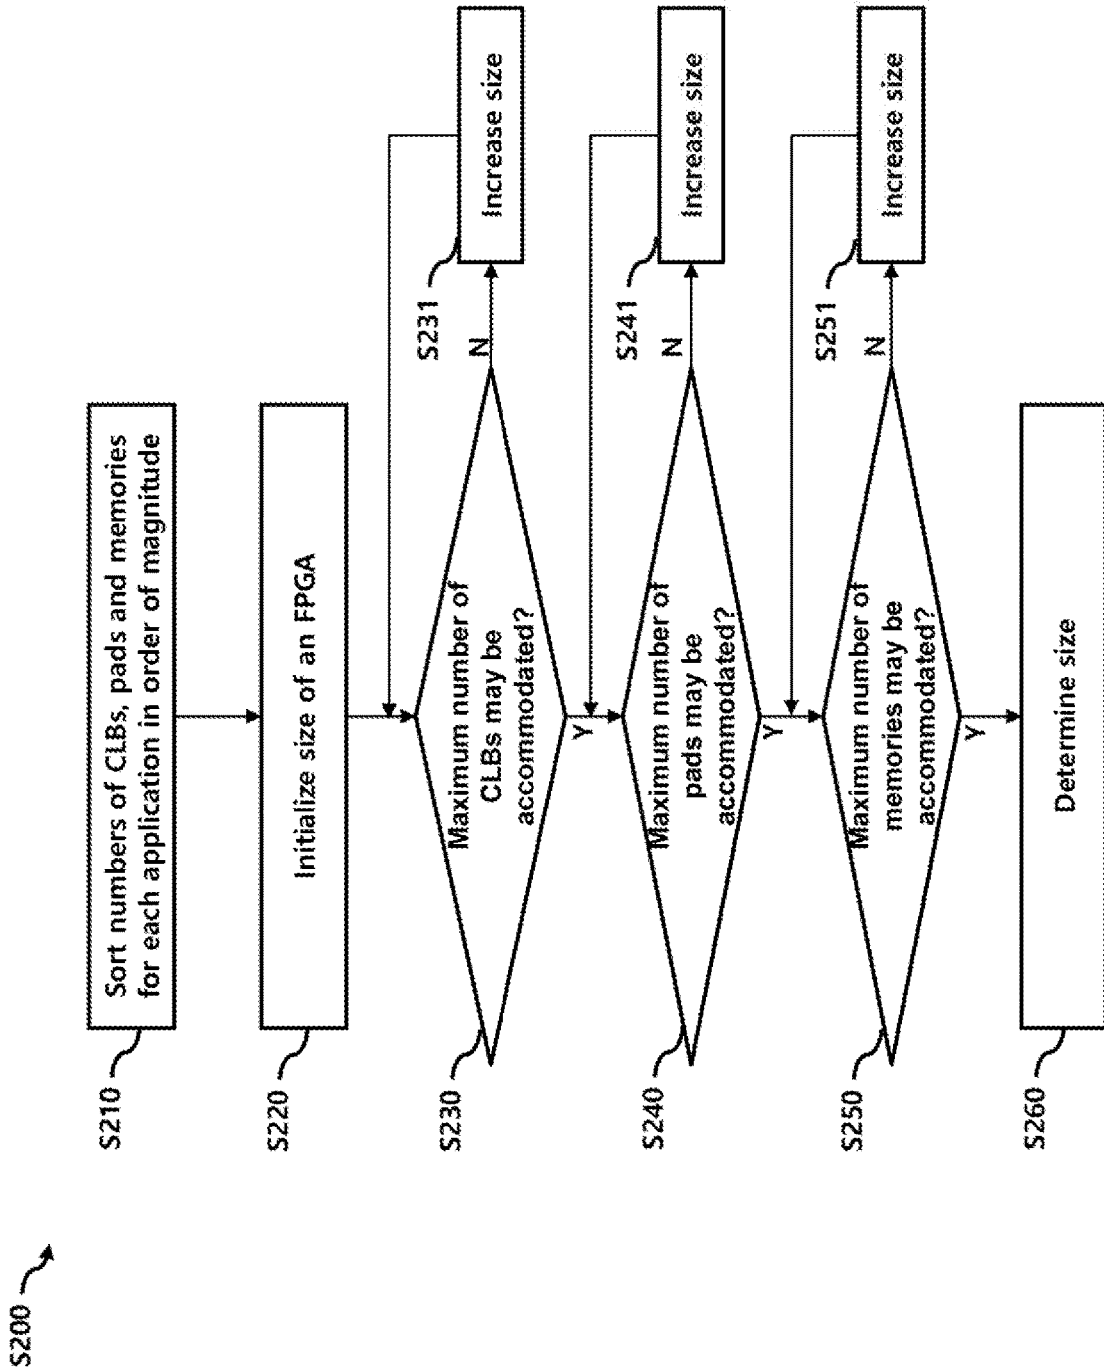 S200
S210
Sort numbers of CLBs, pads and memories
for each application in order of magnitude
S220
Initialize size of an FPGA
S230
Maximum number of
CLBs may be
accommodated?
N
S231
Increase size
Y
S240
Maximum number of
pads may be
accommodated?
N
S241
Increase size
Y
S250
Maximum number of
memories may be
accommodated?
N
S251
Increase size
Y
S260
Determine size